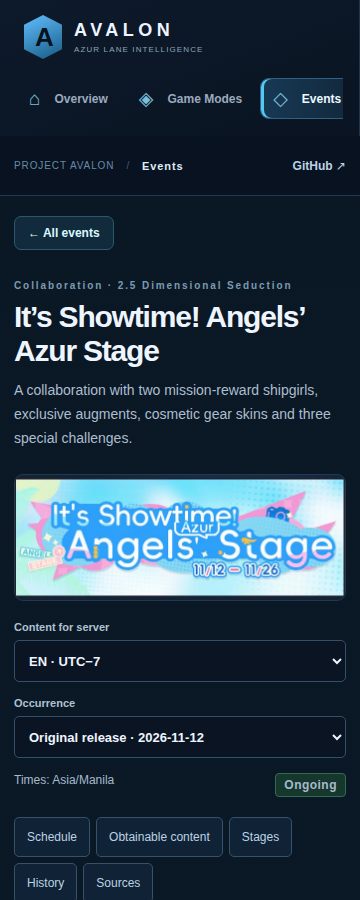 A
AVALON
AZUR LANE INTELLIGENCE
Overview
Game Modes
Events
PROJECT AVALON / Events
GitHub ↗
← All events
Collaboration · 2.5 Dimensional Seduction
It’s Showtime! Angels’
Azur Stage
A collaboration with two mission-reward shipgirls,
exclusive augments, cosmetic gear skins and three
special challenges.
It's Showtime!
Azur
Angels' Stage
11/12 – 11/26
Content for server
EN · UTC−7
Occurrence
Original release · 2026-11-12
Times: Asia/Manila
Ongoing
Schedule
Obtainable content
Stages
History
Sources